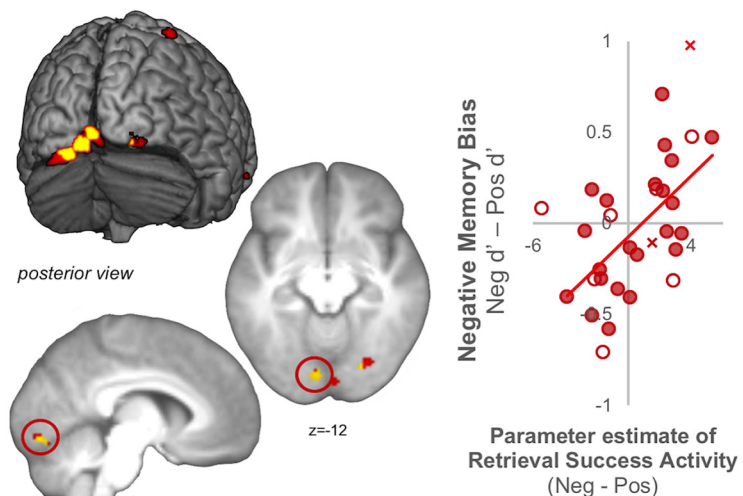 posterior view
z=-12
Negative Memory Bias
Neg d’ – Pos d’
1
0.5
0
-6
4
-0.5
-1
Parameter estimate of
Retrieval Success Activity
(Neg - Pos)